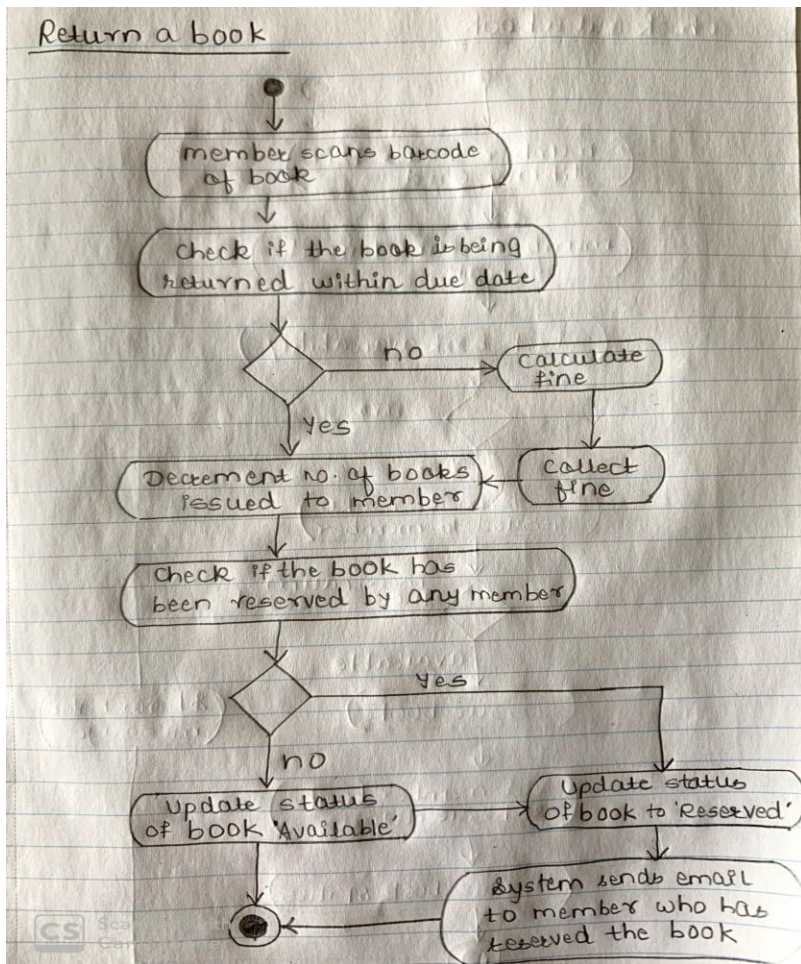 Return a book
member scans barcode
of book
Check if the book is being
returned within due date
no
Calculate
fine
Yes
Decrement no. of books
issued to member
Collect
fine
Check if the book has
been reserved by any member
Yes
no
Update status
of book 'Available'
Update status
of book to 'Reserved'
System sends email
to member who has
reserved the book
CS